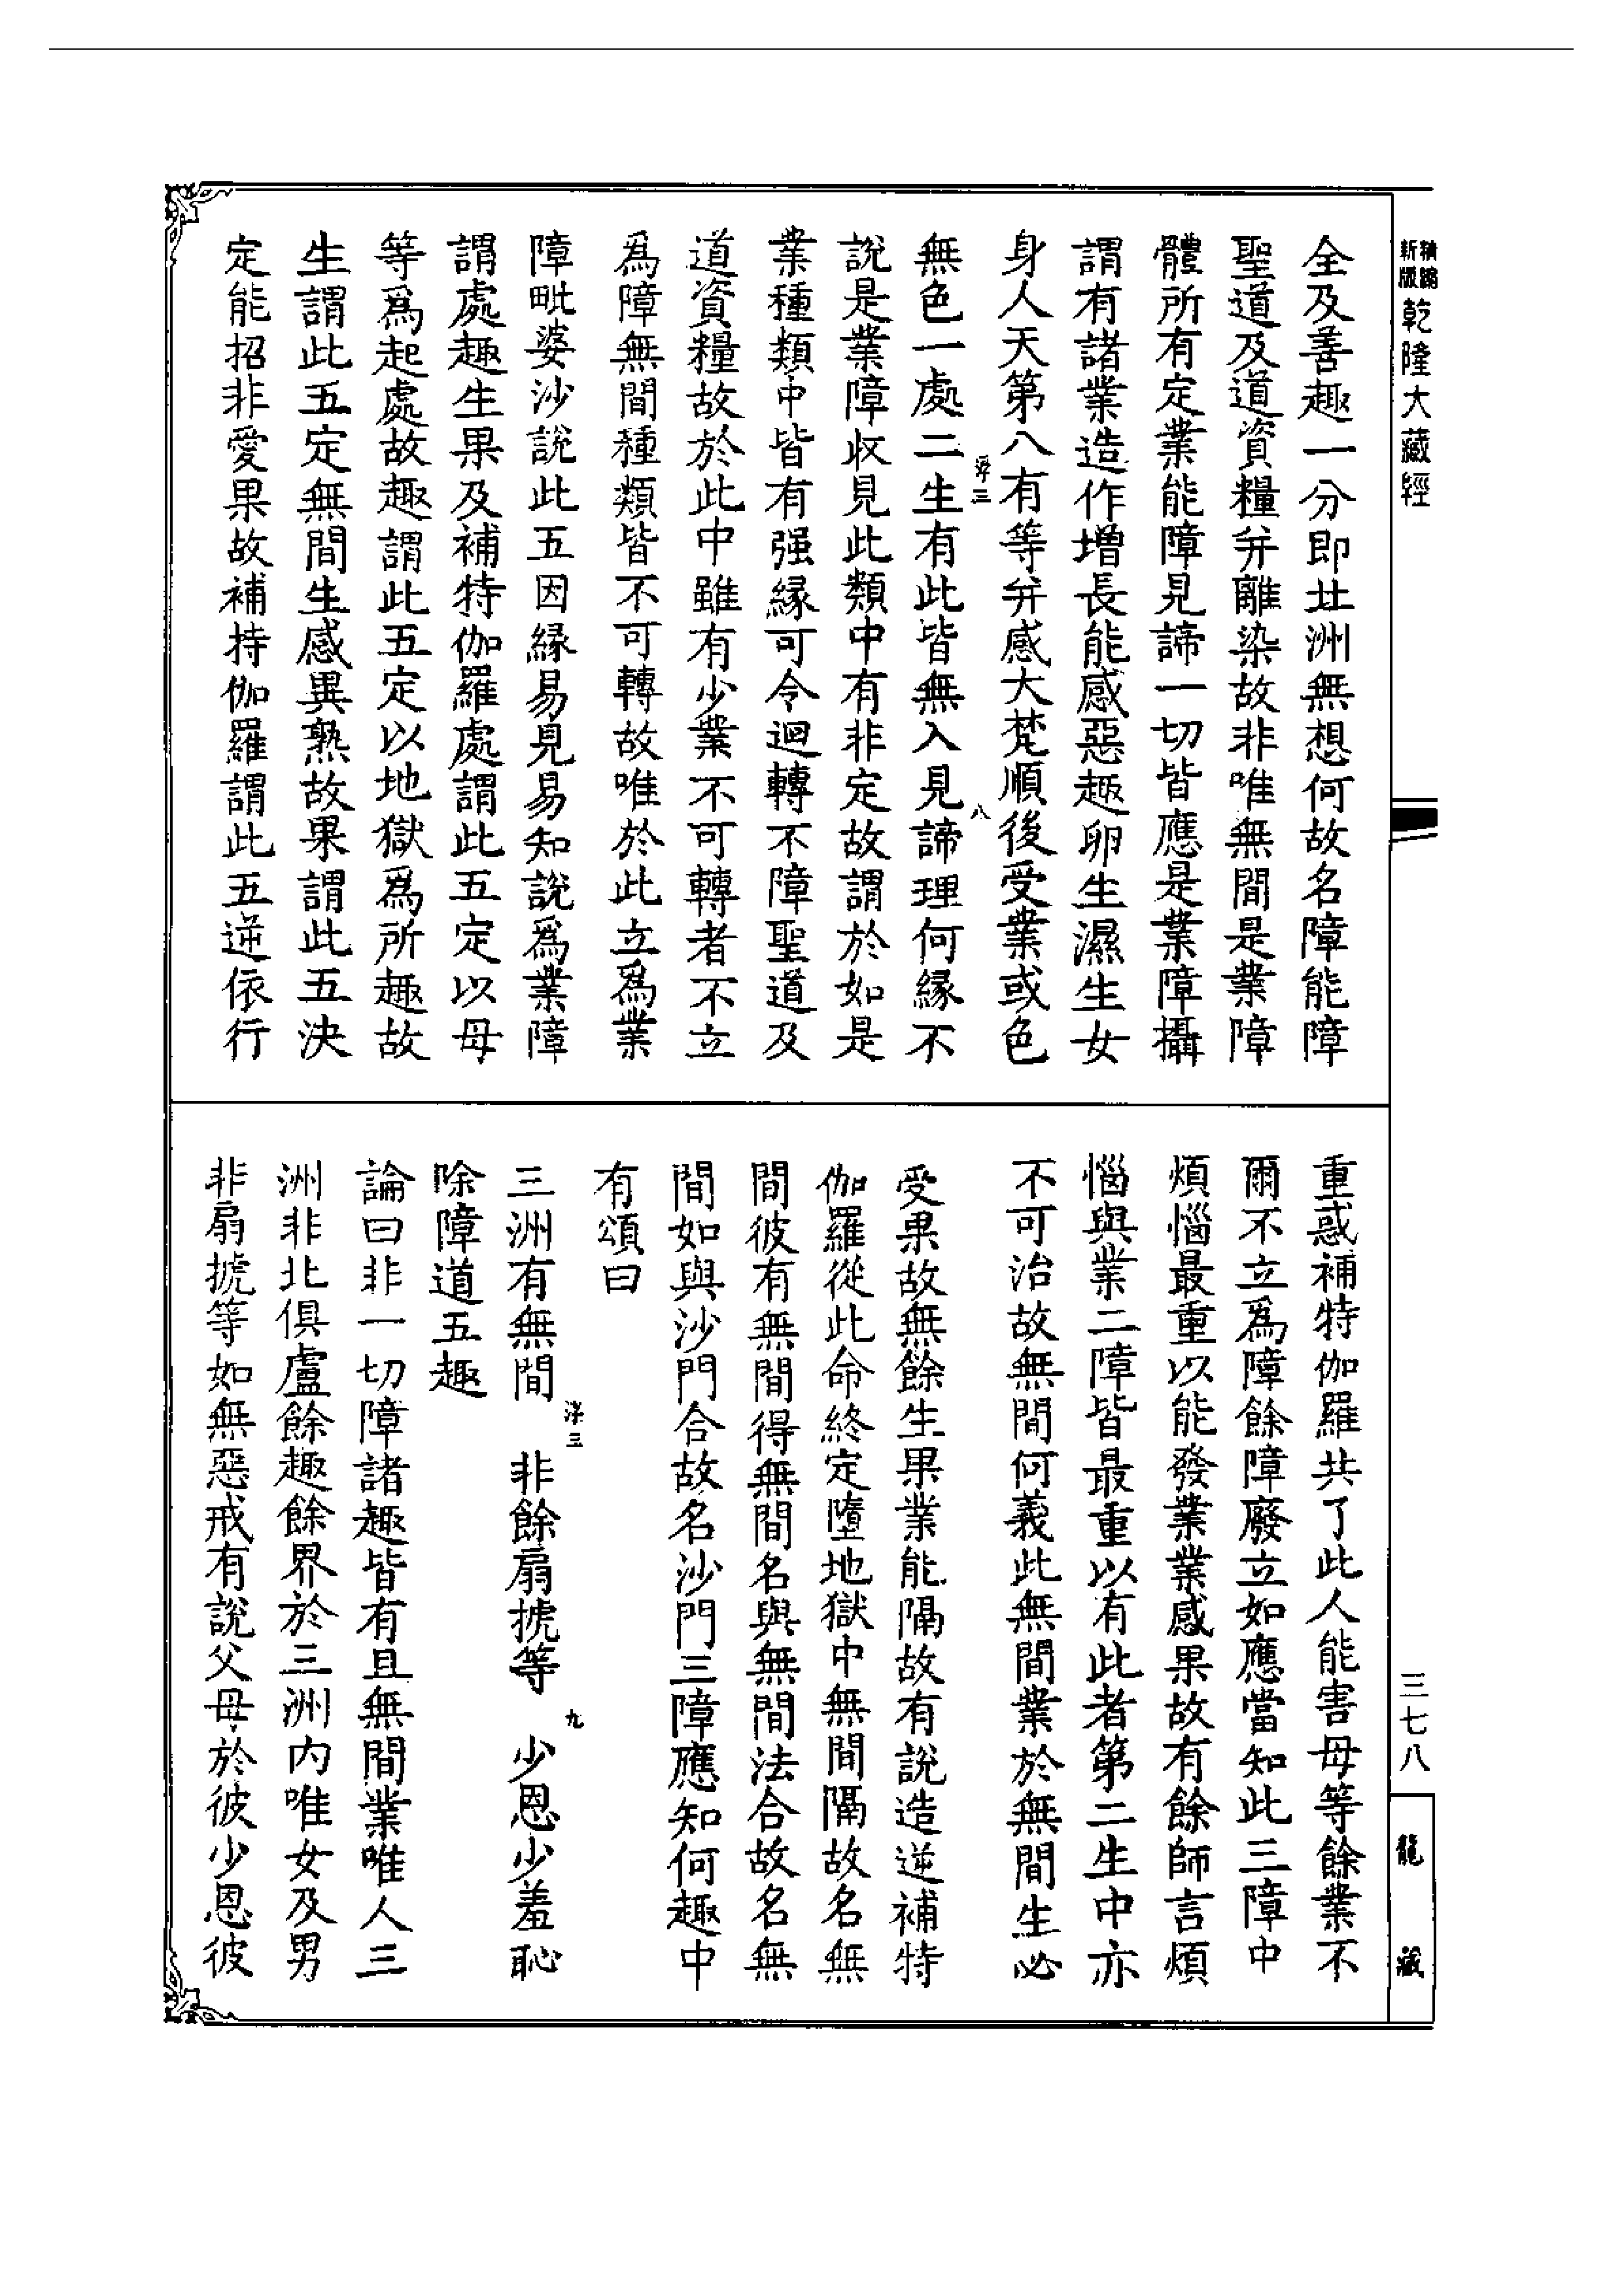 精縮
新版
乾隆大藏經
全及善趣一分即北洲無想何故名障能障
聖道及道資糧并離染故非唯無間是業障
體所有定業能障見諦一切皆應是業障攝
謂有諸業造作增長能感惡趣卵生濕生女
身人天第八有等并感大梵順後受業或色
無色一處二生有此皆無入見諦理何緣不
說是業障攸見此類中有非定故謂於如是
業種類中皆有强緣可令迴轉不障聖道及
道資糧故於此中雖有少業不可轉者不立
為障無間種類皆不可轉故唯於此立爲業
障毗婆沙說此五因緣易見易知說爲業障
謂處趣生果及補特伽羅處謂此五定以母
等爲起處故趣謂此五定以地獄爲所趣故
生謂此五定無間生感異熟故果謂此五決
定能招非愛果故補持伽羅謂此五逆依行
重惑補特伽羅共了此人能害母等餘業不
爾不立爲障餘障廢立如應當知此三障中
煩惱最重以能發業業感果故有餘師言煩
惱與業二障皆最重以有此者第二生中亦
不可治故無間何義此無間業於無間生必
受果故無餘生果業能隔故有說造逆補特
伽羅從此命終定墮地獄中無間隔故名無
間彼有無間得無間名與無間法合故名無
間如與沙門合故名沙門三障應知何趣中
有頌曰
三洲有無間　非餘扇搋等　少恩少羞恥
除障道五趣
論曰非一切障諸趣皆有且無間業唯人三
洲非北俱盧餘趣餘界於三洲内唯女及男
非扇搋等如無惡戒有說父母於彼少恩彼
三七八
龍藏